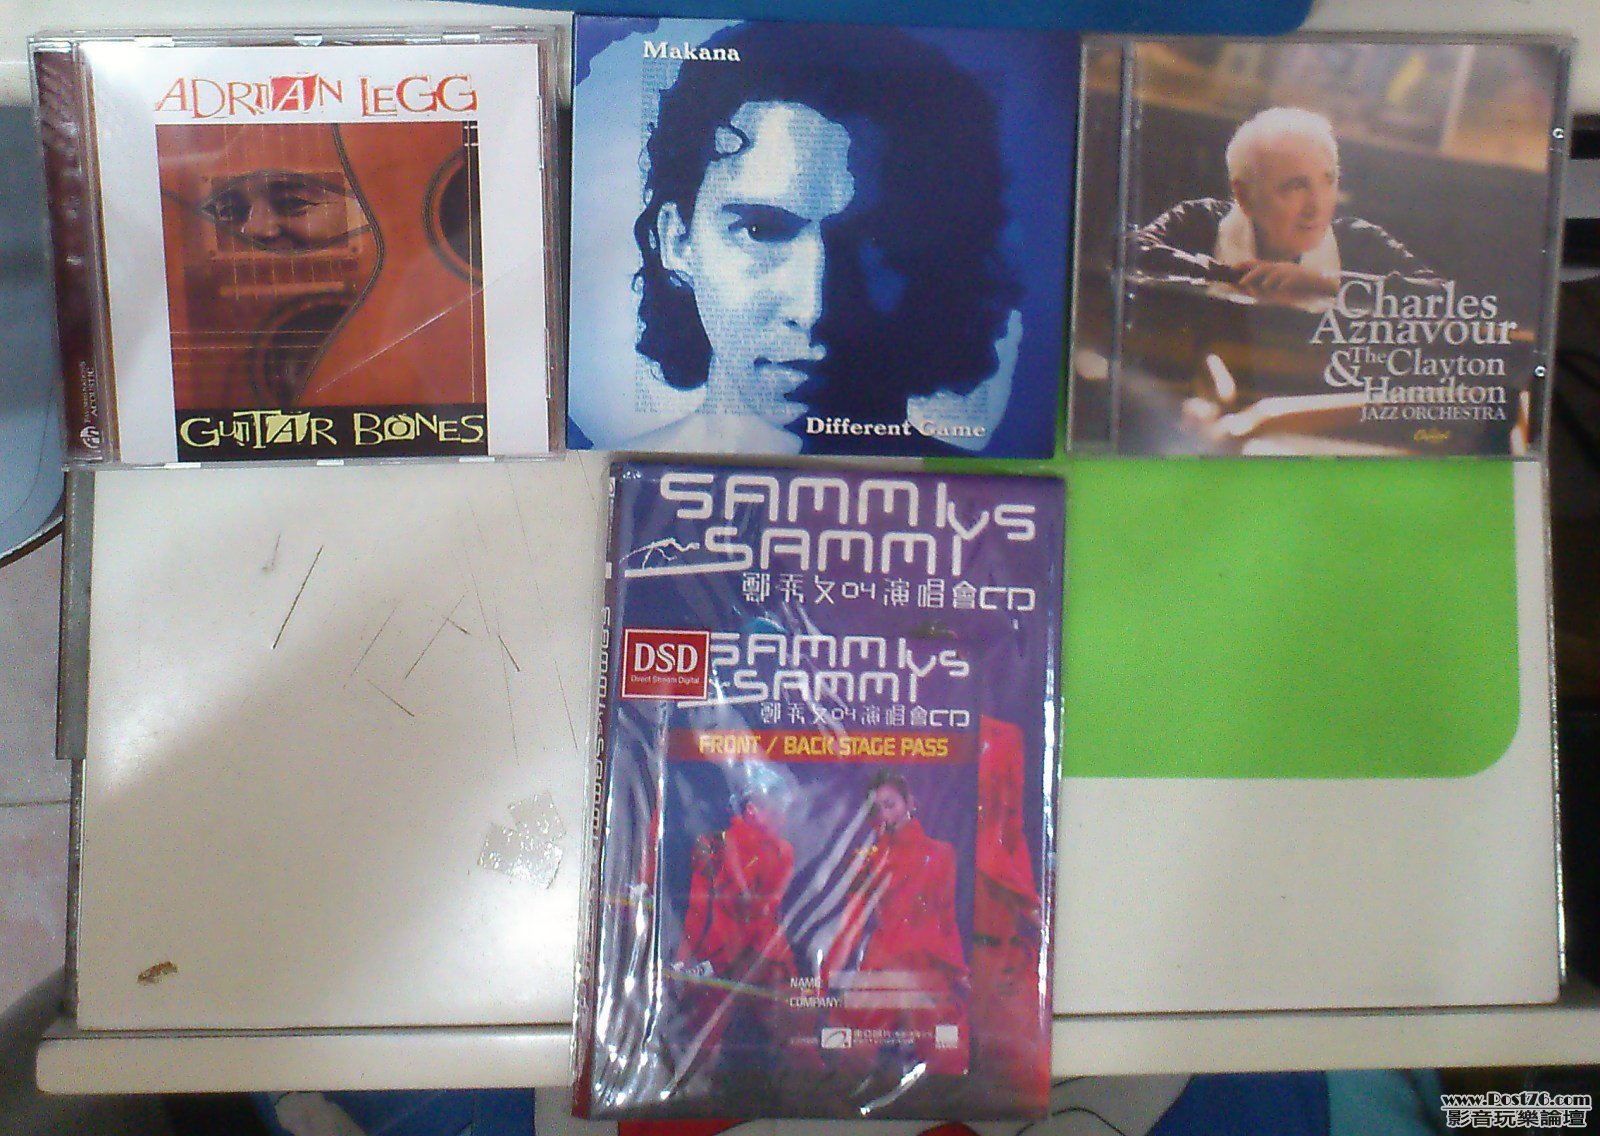 ADRIAN LEGG
GUITAR BONES
ACOUSTIC
Makana
Different Game
Charles
Aznavour
& The Clayton
Hamilton
JAZZ ORCHESTRA
Capitol
SAMMI VS
SAMMI
鄭秀文04演唱會CD
DSD
Direct Stream Digital
SAMMI VS
SAMMI
鄭秀文04演唱會CD
FRONT / BACK STAGE PASS
NAME:
COMPANY:
www.Post76.com
影音玩樂論壇